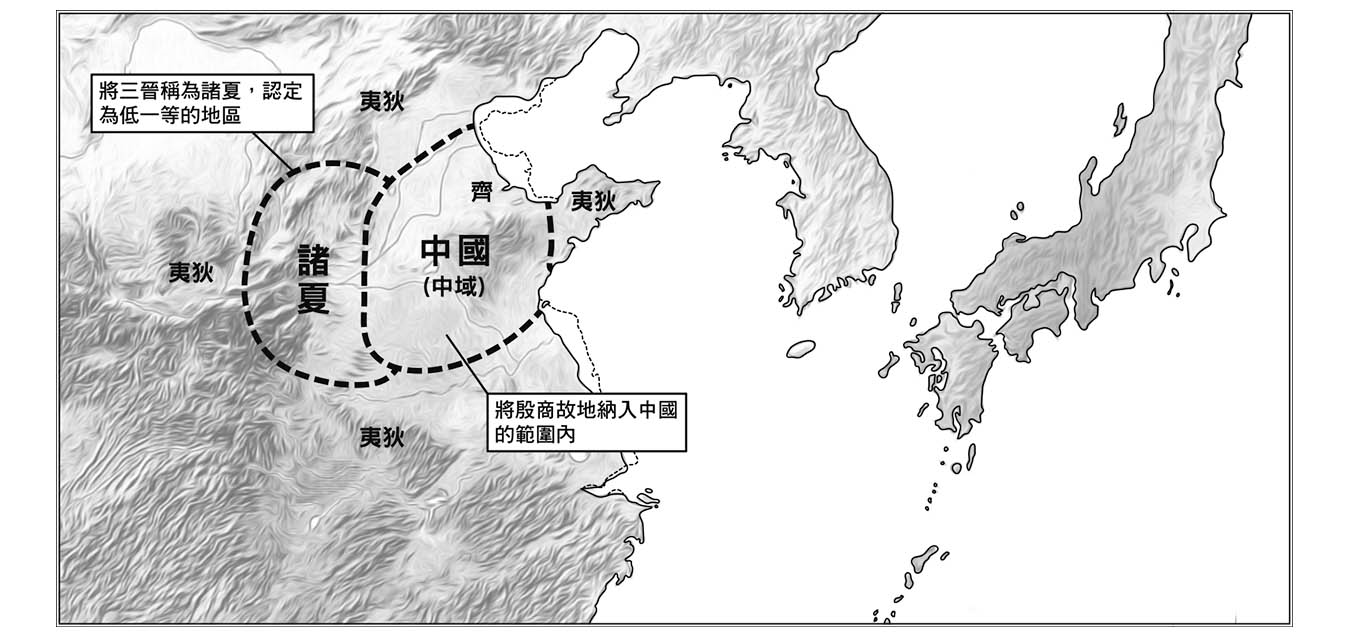 將三晉稱為諸夏，認定
為低一等的地區
夷狄
齊
夷狄
夷狄
諸夏
中國
(中域)
將殷商故地納入中國
的範圍內
夷狄